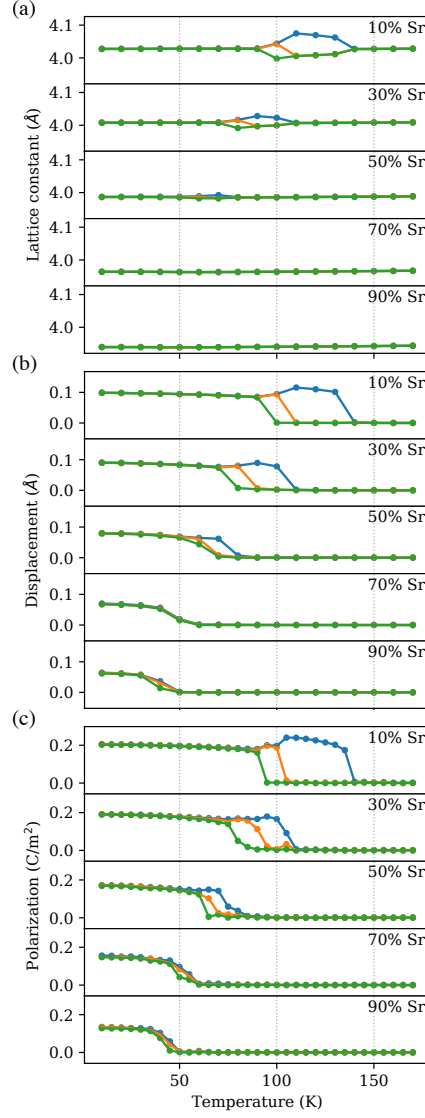 (a)
4.1
4.0
10% Sr
4.1
4.0
30% Sr
4.1
4.0
50% Sr
4.1
4.0
70% Sr
4.1
4.0
90% Sr
Lattice constant (Å)
(b)
0.1
0.0
10% Sr
0.1
0.0
30% Sr
0.1
0.0
50% Sr
0.1
0.0
70% Sr
0.1
0.0
90% Sr
Displacement (Å)
(c)
0.2
0.0
10% Sr
0.2
0.0
30% Sr
0.2
0.0
50% Sr
0.2
0.0
70% Sr
0.2
0.0
90% Sr
Polarization (C/m²)
50 100 150
Temperature (K)